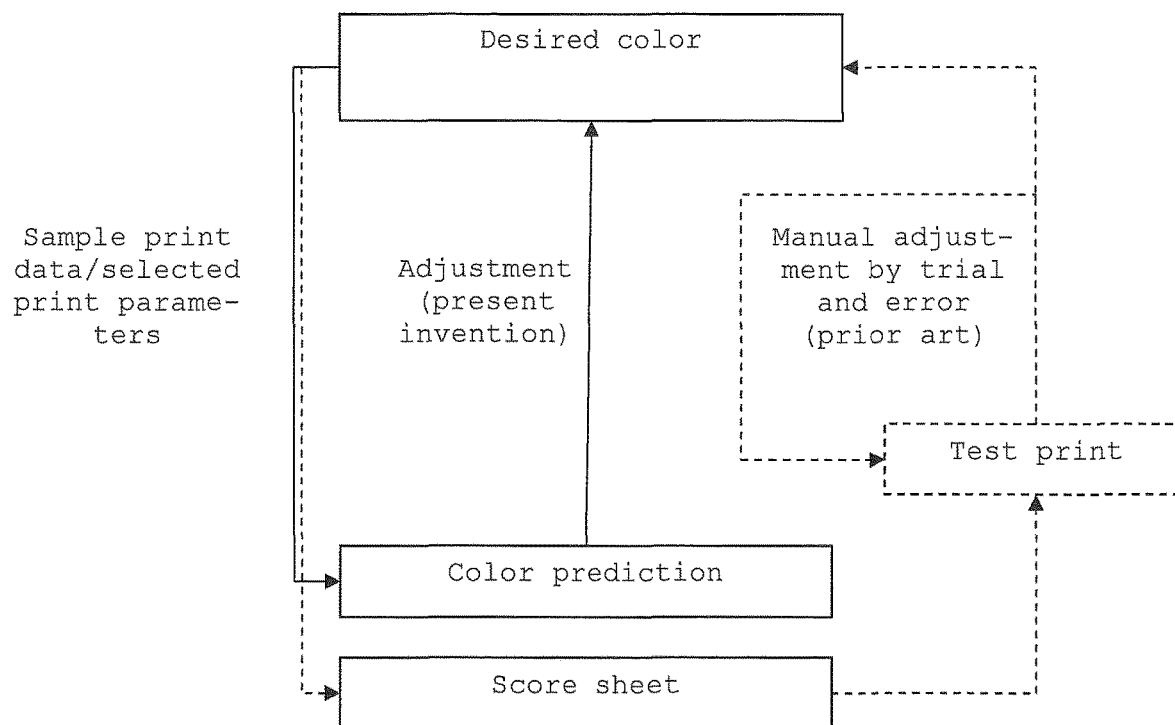 Desired color
Sample print
data/selected
print parame-
ters
Adjustment
(present
invention)
Manual adjust-
ment by trial
and error
(prior art)
Test print
Color prediction
Score sheet